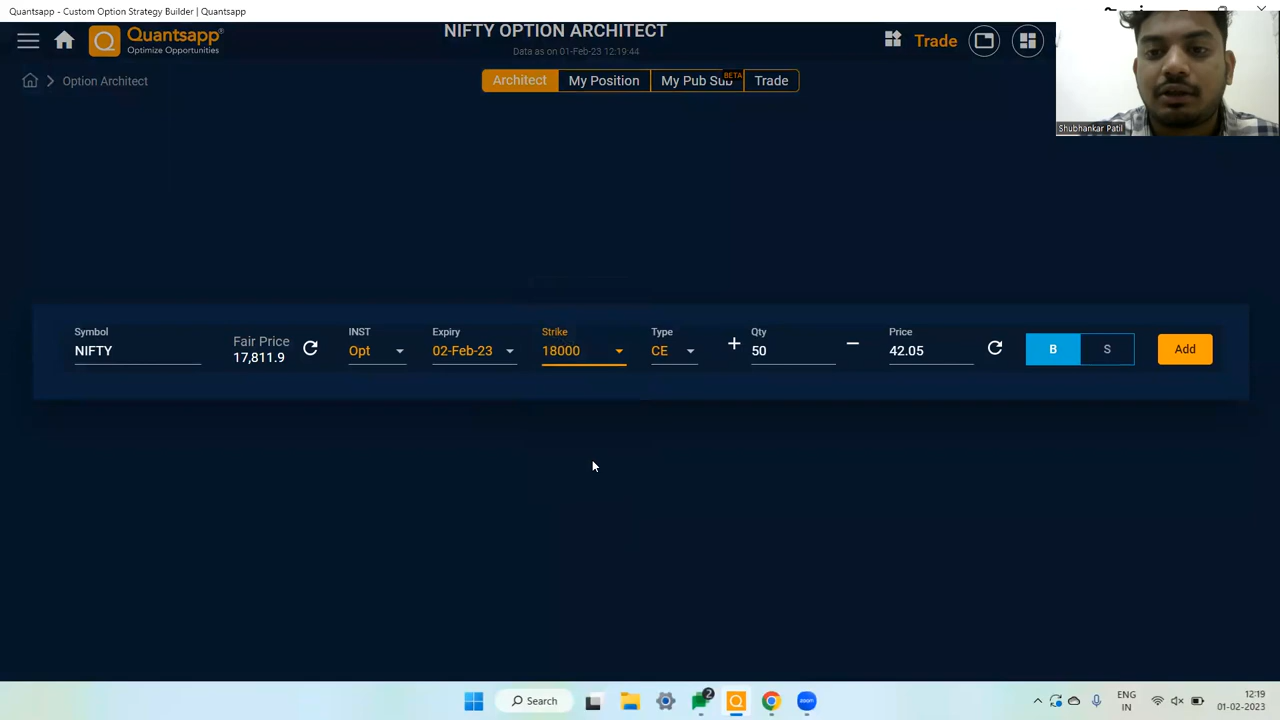 Quantsapp - Custom Option Strategy Builder | Quantsapp
Quantsapp®
Optimize Opportunities
NIFTY OPTION ARCHITECT
Data as on 01-Feb-23 12:19:44
Trade
Option Architect
Architect
My Position
My Pub Sub
BETA
Trade
Shubhankar Patil
Symbol
NIFTY
Fair Price
17,811.9
INST
Opt
Expiry
02-Feb-23
Strike
18000
Type
CE
Qty
50
Price
42.05
B
S
Add
Search
2
zoom
ENG
IN
12:19
01-02-2023